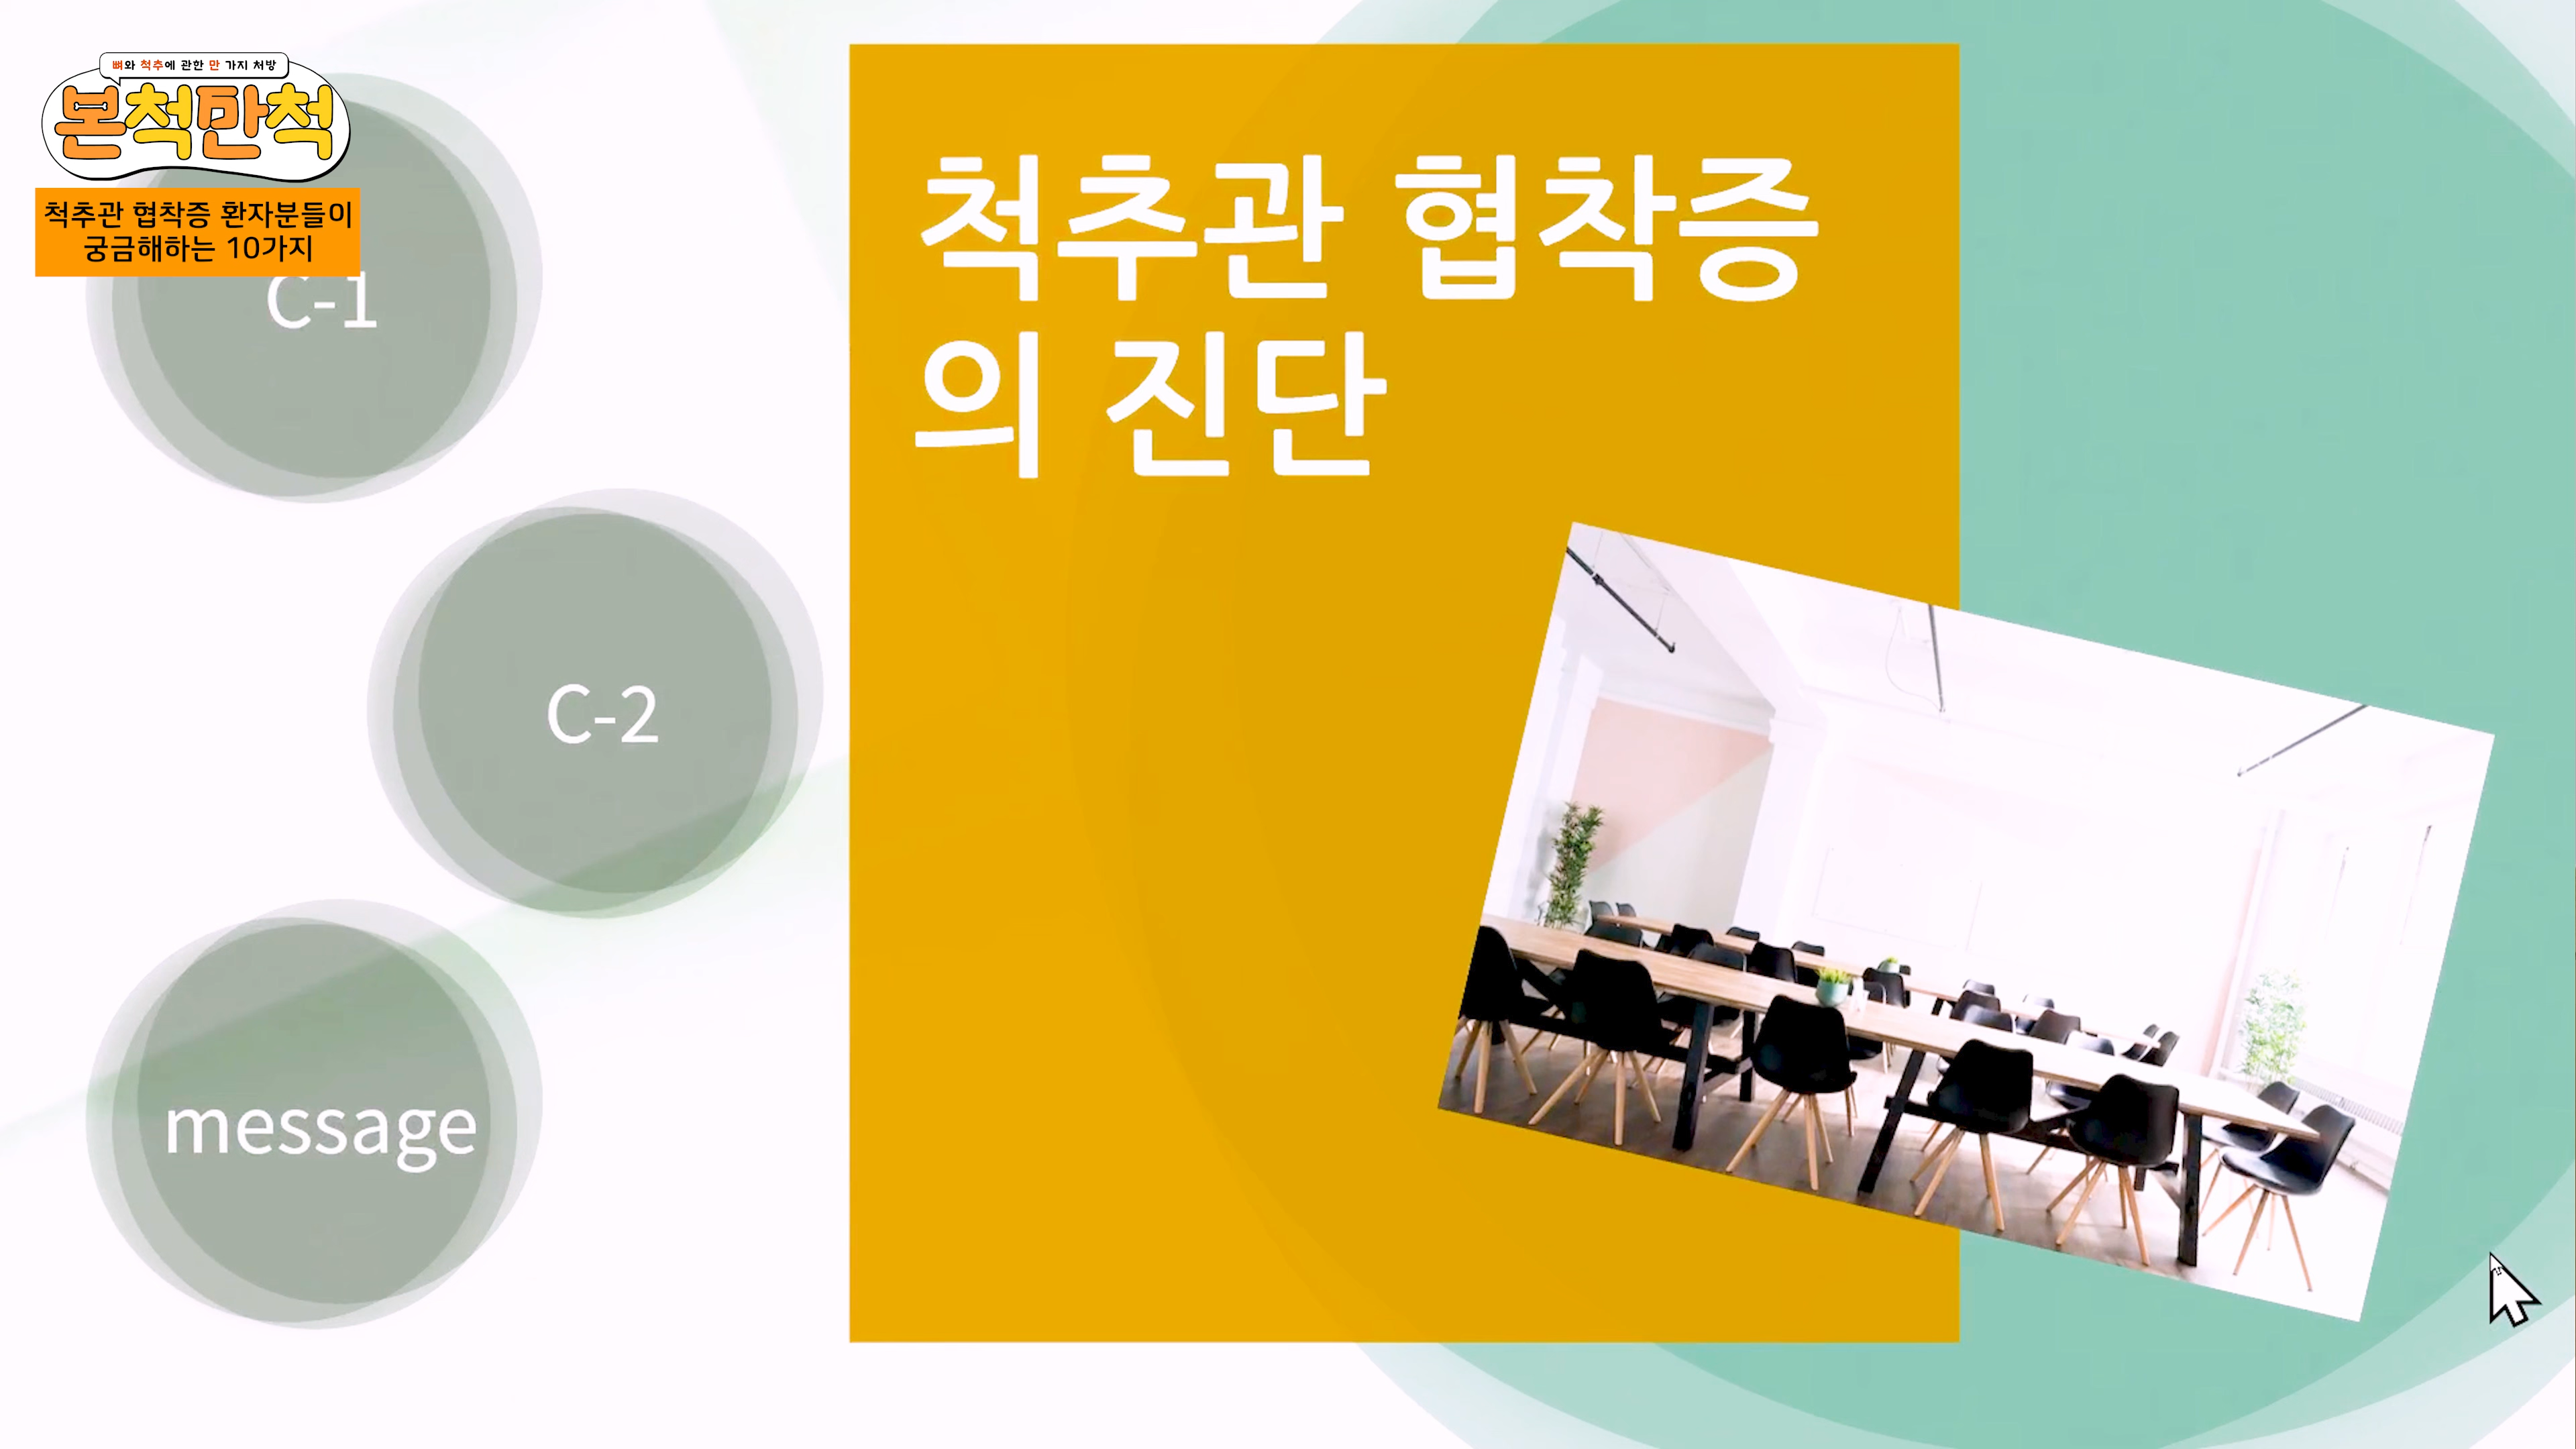 뼈와 척추에 관한 만 가지 처방
본척만척
척추관 협착증 환자분들이
궁금해하는 10가지
C-1
척추관 협착증
의 진단
C-2
message